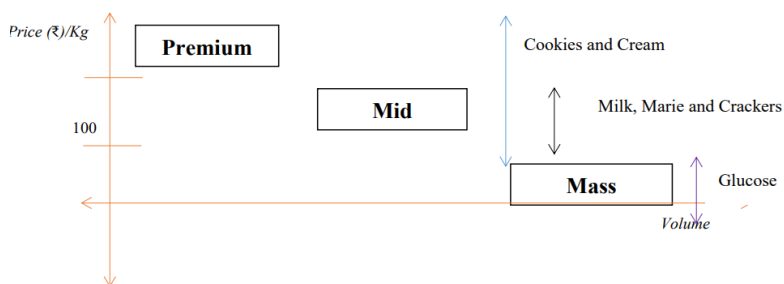 Price (₹)/Kg
Premium
Cookies and Cream
Mid
Milk, Marie and Crackers
100
Mass
Glucose
Volume